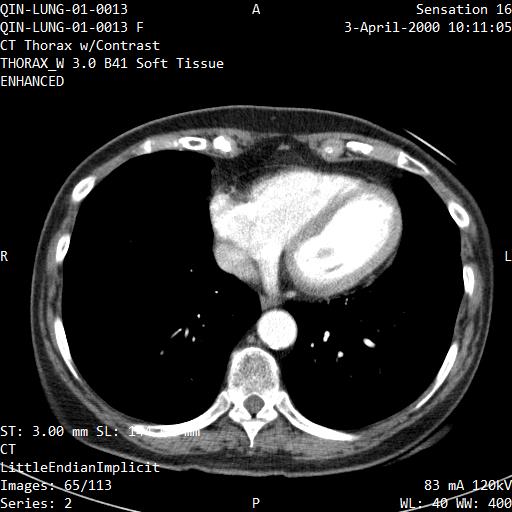 QIN-LUNG-01-0013
A
Sensation 16
QIN-LUNG-01-0013 F
3-April-2000 10:11:05
CT Thorax w/Contrast
THORAX_W 3.0 B41 Soft Tissue
ENHANCED
R
L
ST: 3.00 mm SL: mm
CT
LittleEndianImplicit
Images: 65/113
83 mA 120kV
Series: 2
P
WL: 40 WW: 400